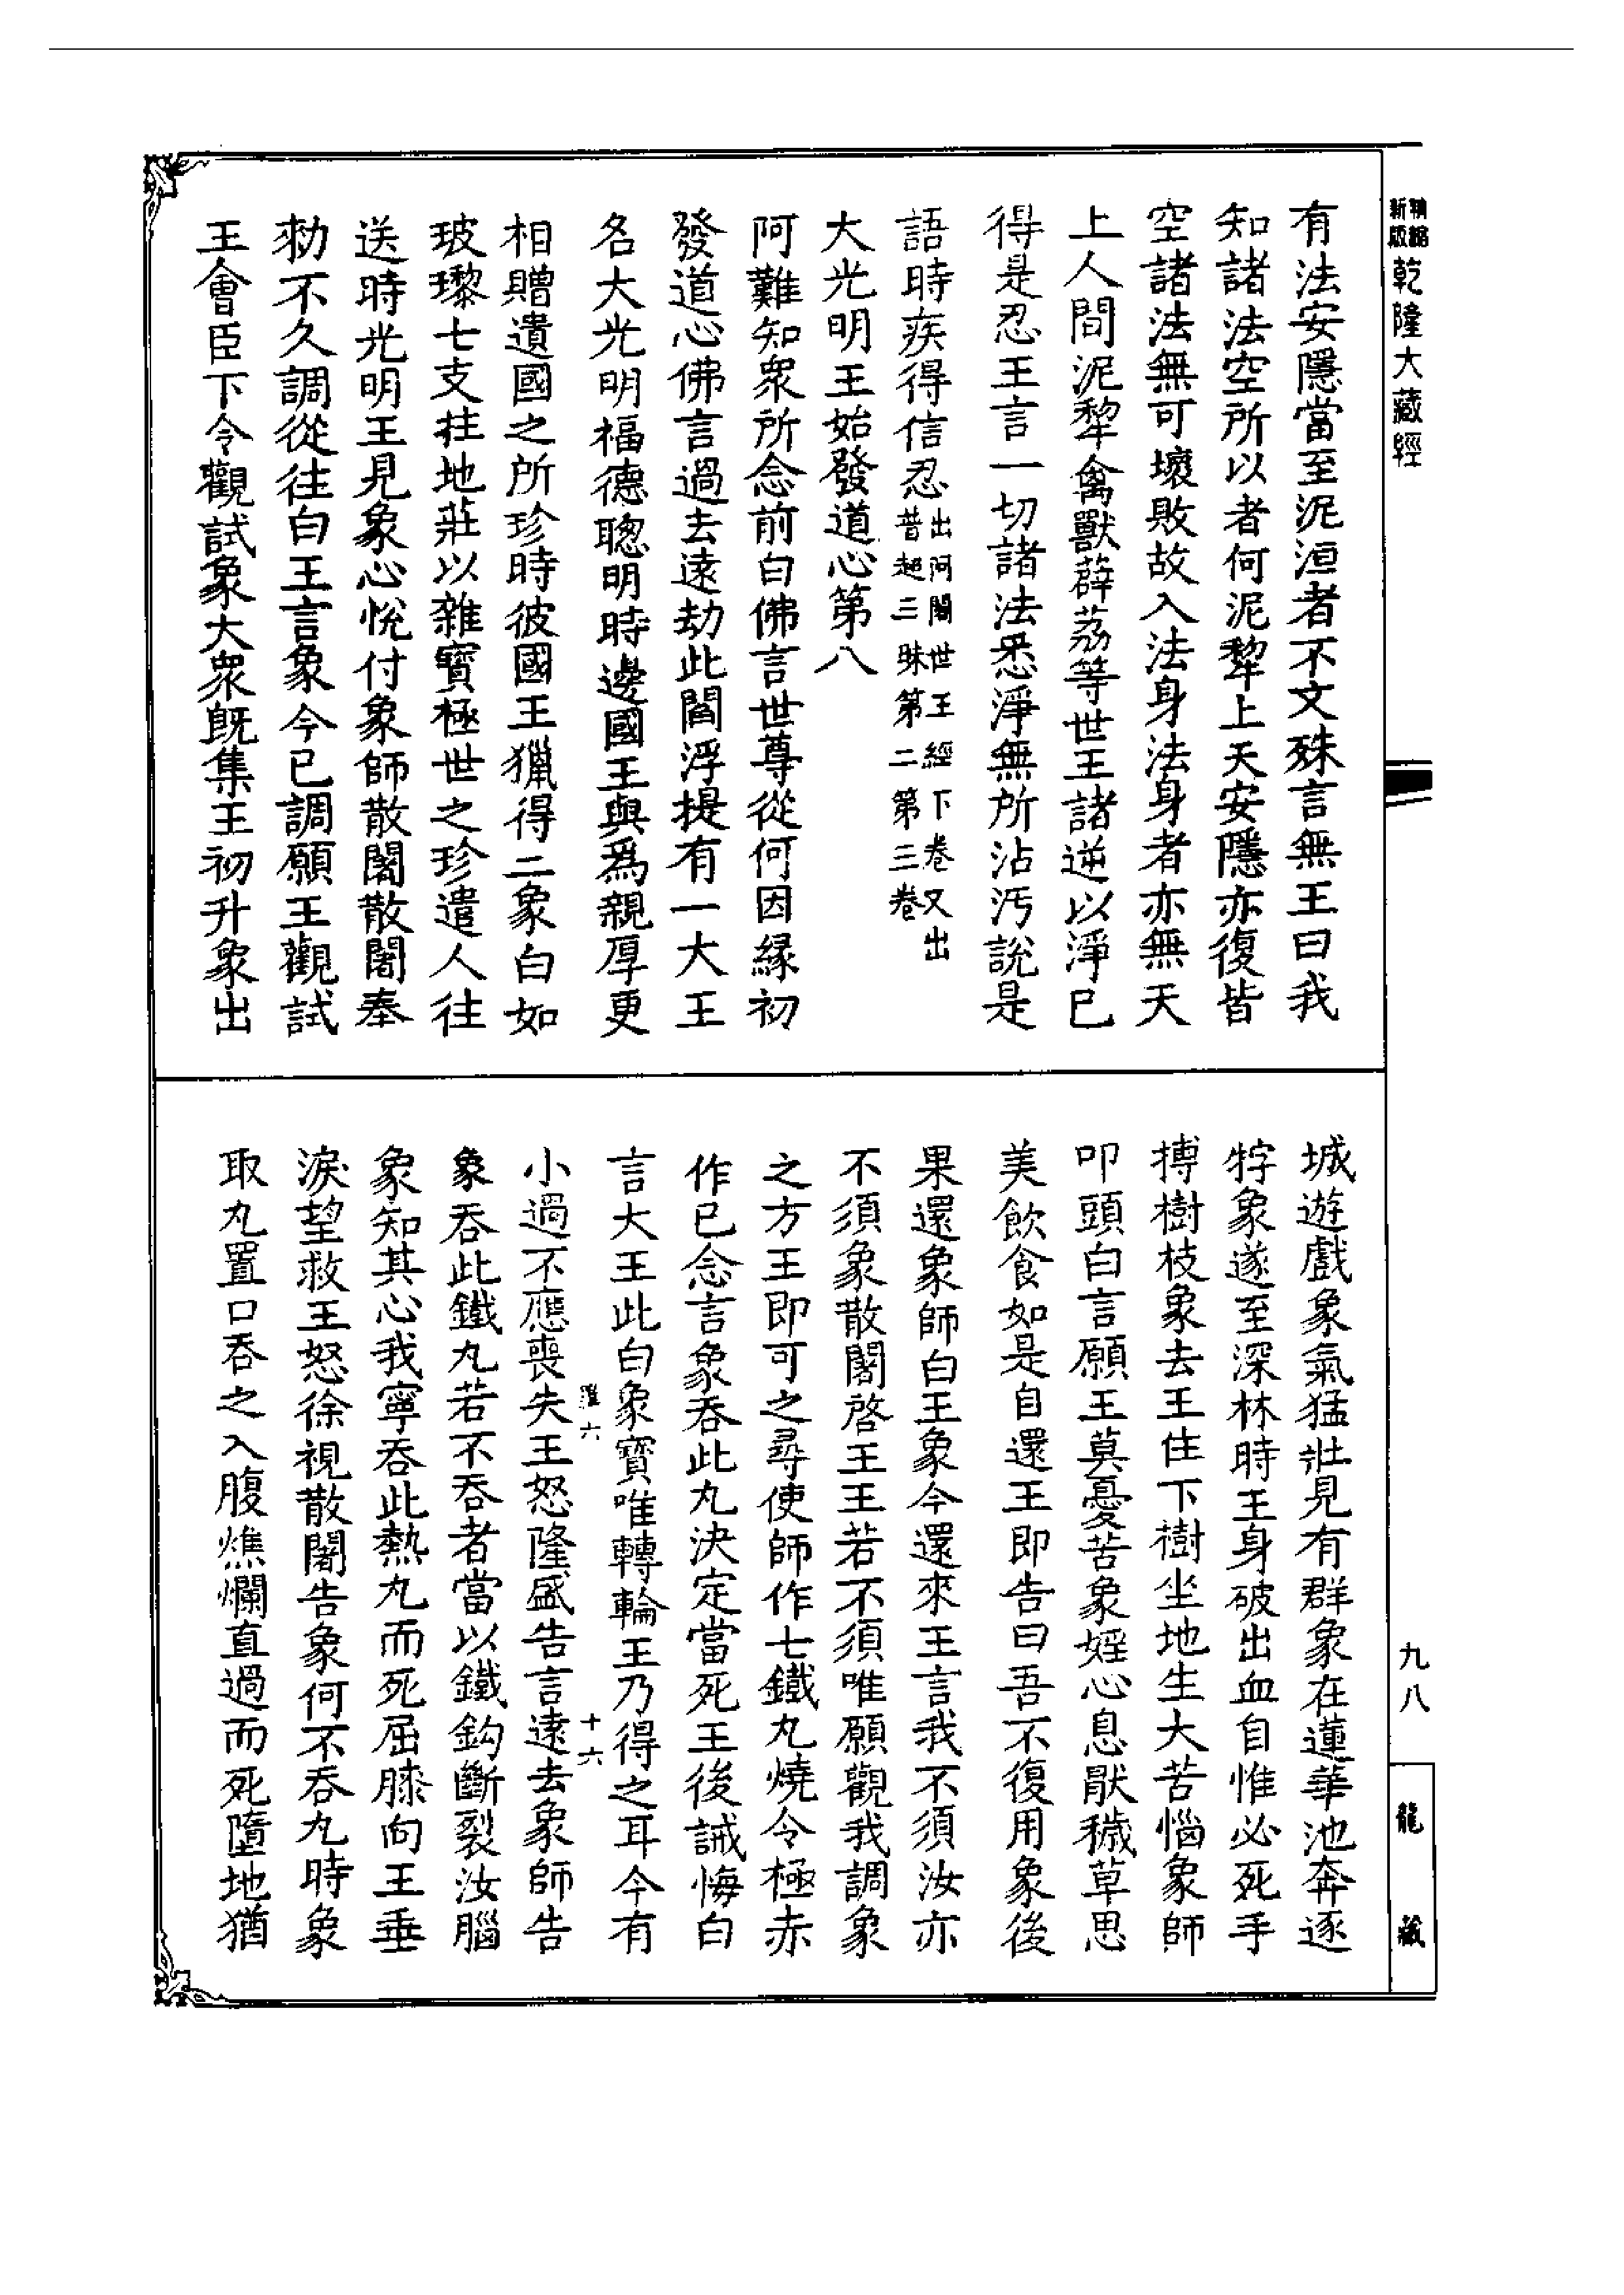 精縮新版乾隆大藏經
有法安隱當至泥洹者不文殊言無王曰我
知諸法空所以者何泥犂上天安隱亦復皆
空諸法無可壞敗故入法身法身者亦無天
上人間泥犂禽獸薜荔等世王諸逆以淨已
得是忍王言一切諸法悉淨無所沾汚說是
語時疾得信忍出阿闍世王經下卷又出普超三昧第二第三卷
大光明王始發道心第八
阿難知衆所念前白佛言世尊從何因緣初
發道心佛言過去遠劫此閻浮提有一大王
名大光明福德聰明時邊國王與爲親厚更
相贈遺國之所珍時彼國王獵得二象白如
玻瓈七支拄地莊以雜寶極世之珍遣人往
送時光明王見象心悅付象師散闍散闍奉
勑不久調從往白王言象今已調願王觀試
王會臣下令觀試象大衆旣集王初升象出
城遊戲象氣猛壯見有群象在蓮華池奔逐
牸象遂至深林時王身破出血自惟必死手
搏樹枝象去王住下樹坐地生大苦惱象師
叩頭白言願王莫憂苦象婬心息厭穢草思
美飲食如是自還王即告曰吾不復用象後
果還象師白王象今還來王言我不須汝亦
不須象散闍啓王王若不須唯願觀我調象
之方王即可之尋使師作七鐵丸燒令極赤
作已念言象吞此丸決定當死王後誡悔白
言大王此白象寶唯轉輪王乃得之耳今有
小過不應喪失王怒隆盛告言遠去象師告
象吞此鐵丸若不吞者當以鐵鈎斷裂汝腦
象知其心我寧吞此熱丸而死屈膝向王垂
淚望救王怒徐視散闍告象何不吞丸時象
取丸置口吞之入腹燋爛直過而死墮地猶
六
十六
九八
龍藏